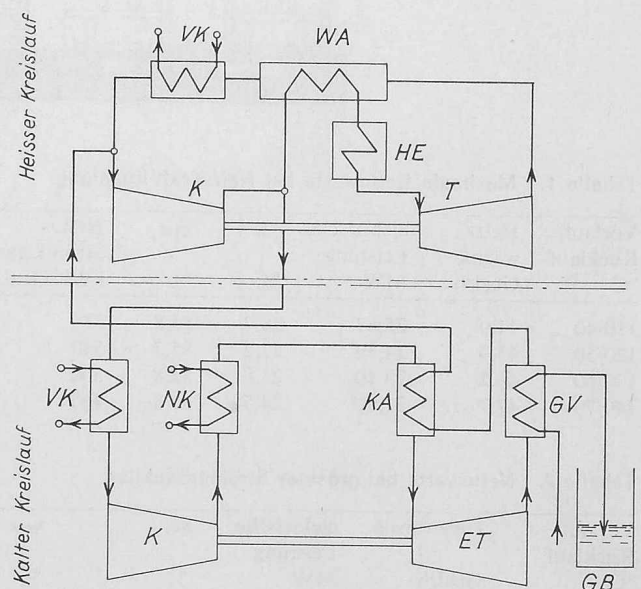 VK
WA
Heisser Kreislauf
HE
K
T
VK
NK
KA
GV
Kalter Kreislauf
K
ET
GB